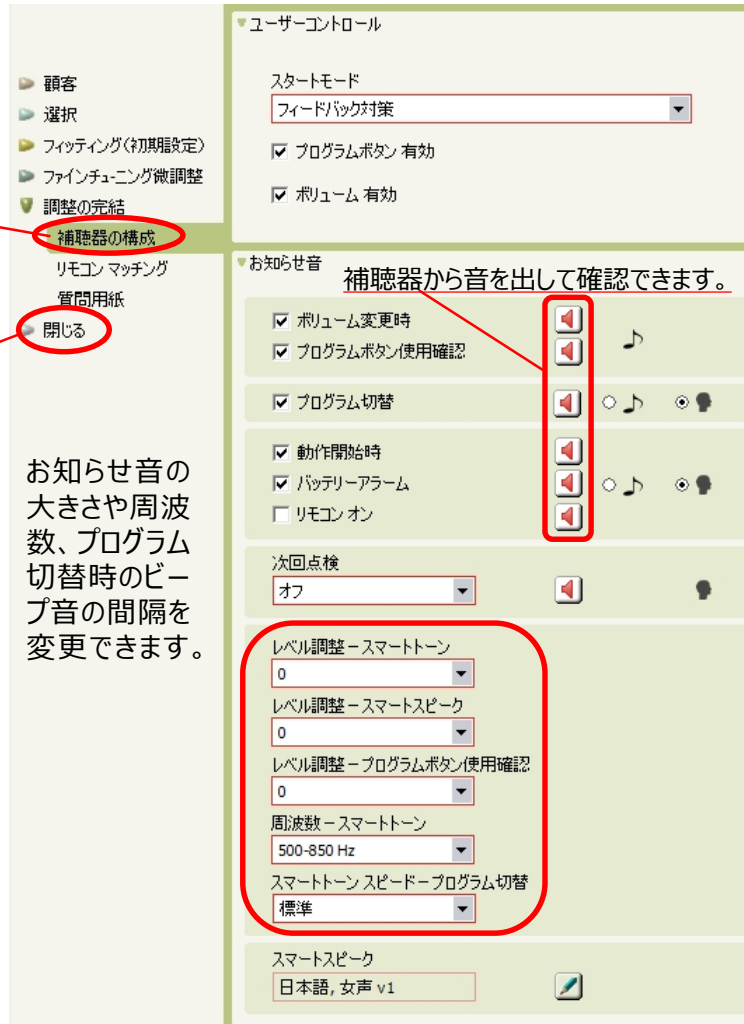 顧客
選択
フィッティング(初期設定)
ファインチューニング微調整
調整の完結
補聴器の構成
リモコン マッチング
質問用紙
閉じる
お知らせ音の
大きさや周波
数、プログラム
切替時のビー
プ音の間隔を
変更できます。
ユーザーコントロール
スタートモード
フィードバック対策
プログラムボタン 有効
ボリューム 有効
お知らせ音
補聴器から音を出して確認できます。
ボリューム変更時
プログラムボタン使用確認
プログラム切替
動作開始時
バッテリーアラーム
リモコン オン
次回点検
オフ
レベル調整－スマートトーン
0
レベル調整－スマートスピーク
0
レベル調整－プログラムボタン使用確認
0
周波数－スマートトーン
500-850 Hz
スマートトーン スピード－プログラム切替
標準
スマートスピーク
日本語, 女声 v1